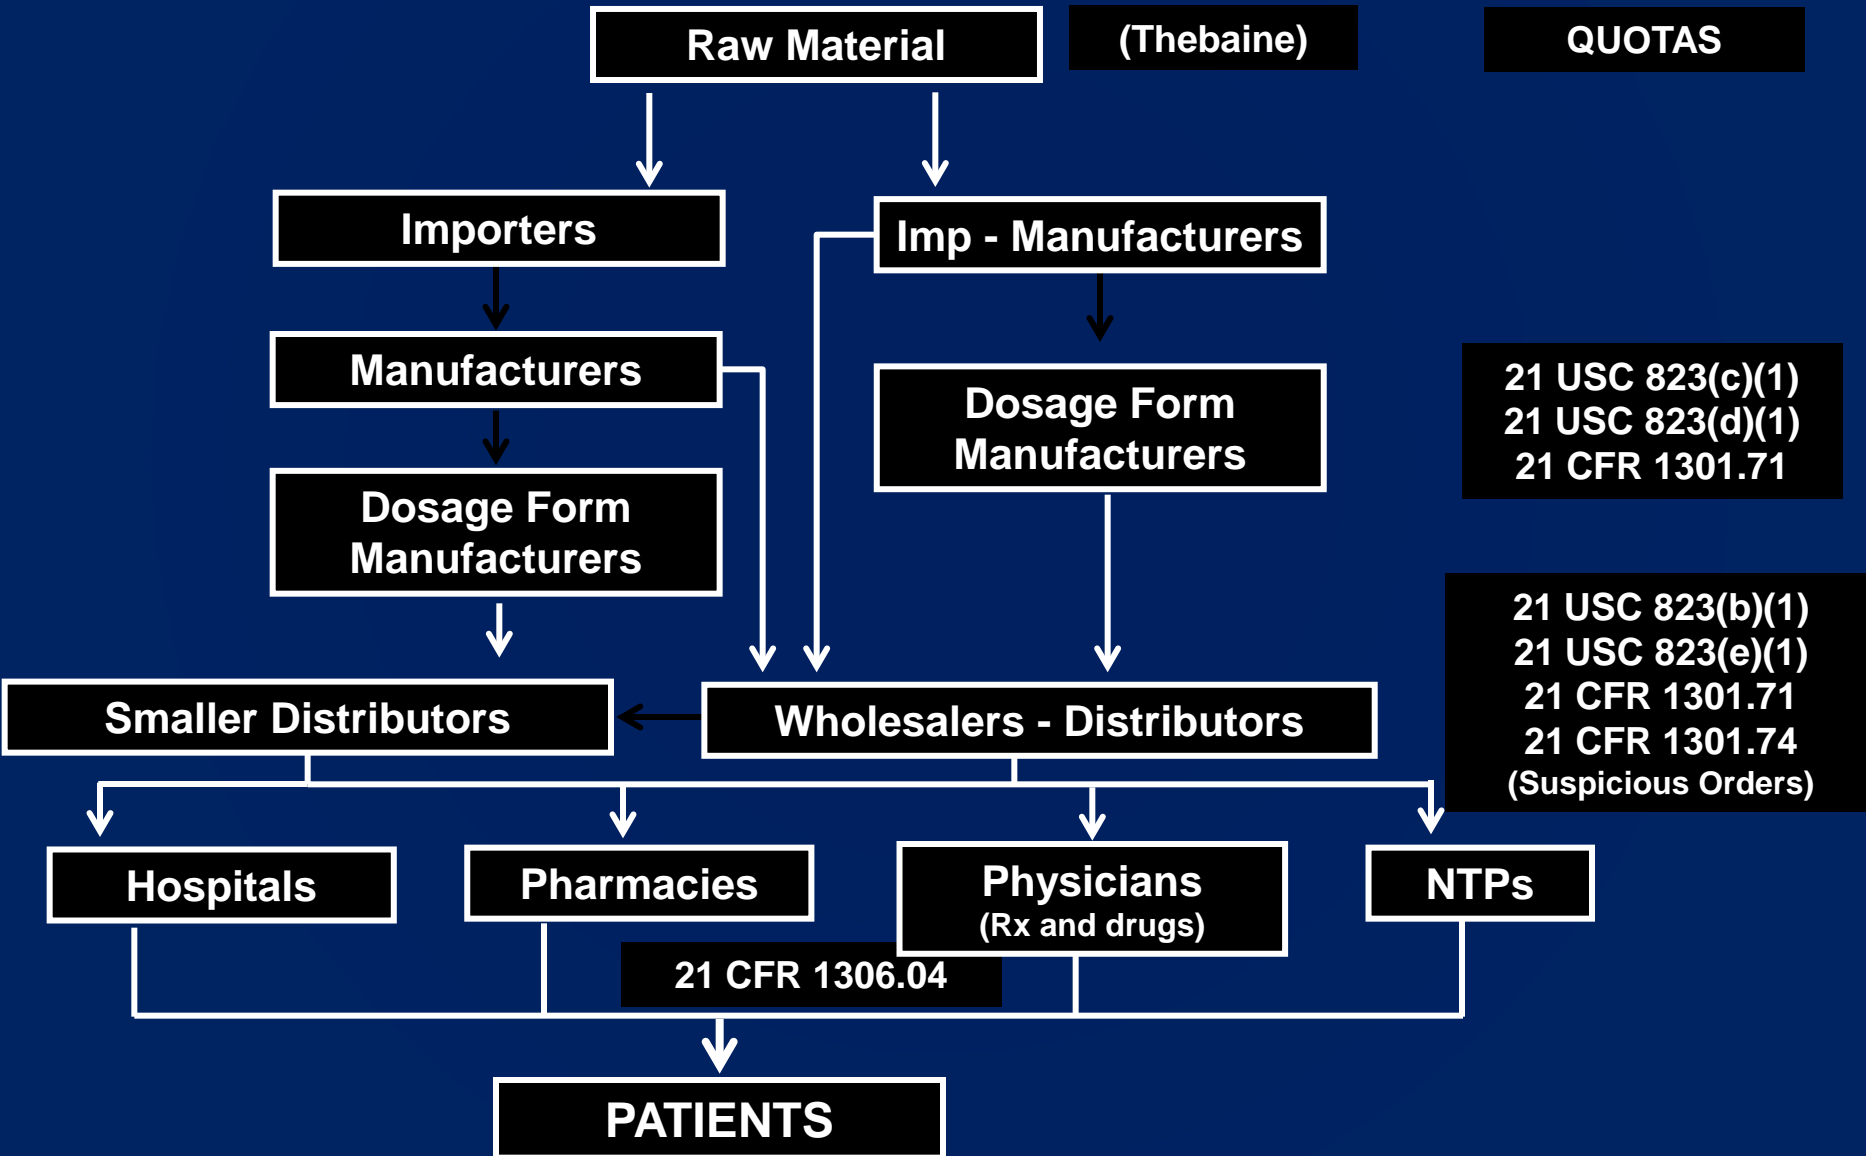 Raw Material
(Thebaine)
QUOTAS
Importers
Imp - Manufacturers
Manufacturers
Dosage Form
Manufacturers
21 USC 823(c)(1)
21 USC 823(d)(1)
21 CFR 1301.71
Dosage Form
Manufacturers
21 USC 823(b)(1)
21 USC 823(e)(1)
21 CFR 1301.71
21 CFR 1301.74
(Suspicious Orders)
Smaller Distributors
Wholesalers - Distributors
Hospitals
Pharmacies
Physicians
(Rx and drugs)
NTPs
21 CFR 1306.04
PATIENTS